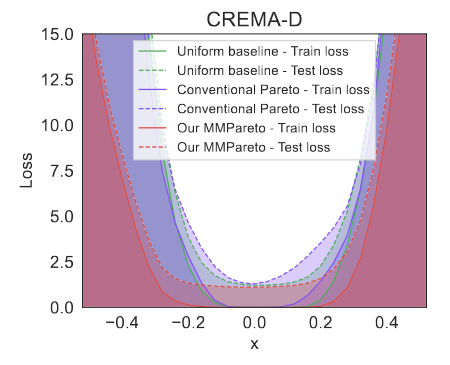 CREMA-D
15.0
12.5
10.0
7.5
5.0
2.5
0.0
Loss
Uniform baseline - Train loss
Uniform baseline - Test loss
Conventional Pareto - Train loss
Conventional Pareto - Test loss
Our MMPareto - Train loss
Our MMPareto - Test loss
−0.4 −0.2 0.0 0.2 0.4
x